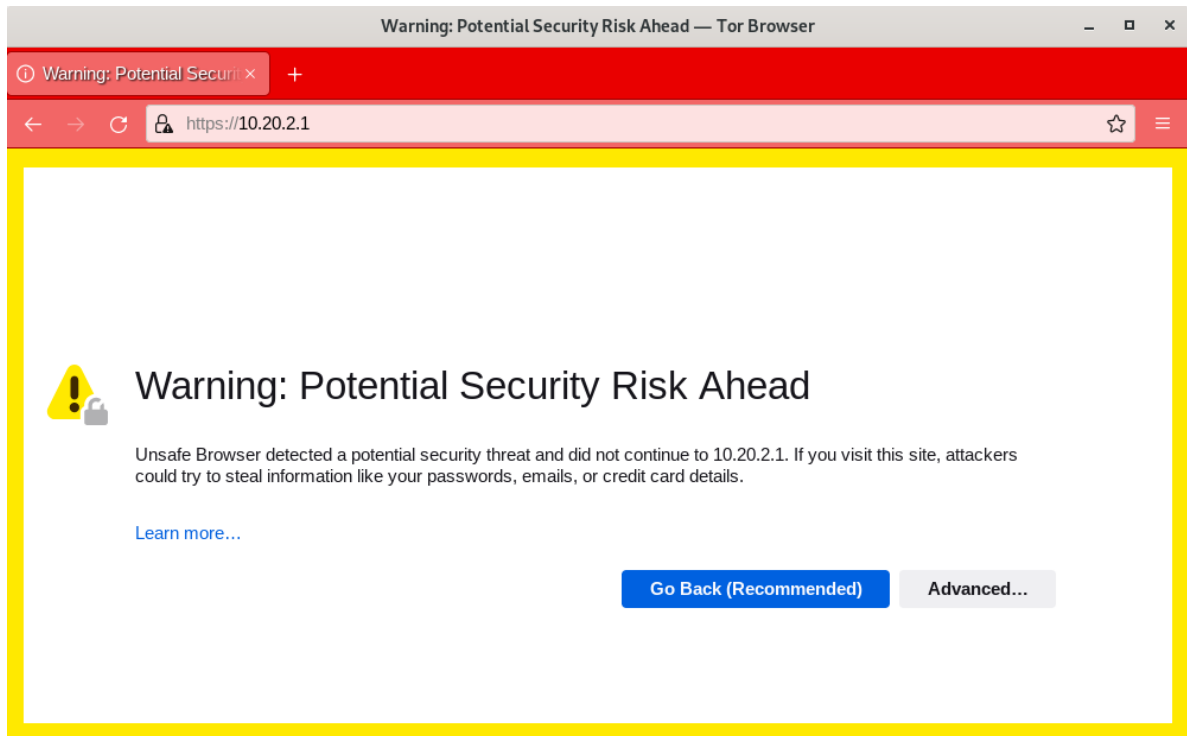 Warning: Potential Security Risk Ahead — Tor Browser
Warning: Potential Securit
https://10.20.2.1
Warning: Potential Security Risk Ahead
Unsafe Browser detected a potential security threat and did not continue to 10.20.2.1. If you visit this site, attackers
could try to steal information like your passwords, emails, or credit card details.
Learn more…
Go Back (Recommended) Advanced…